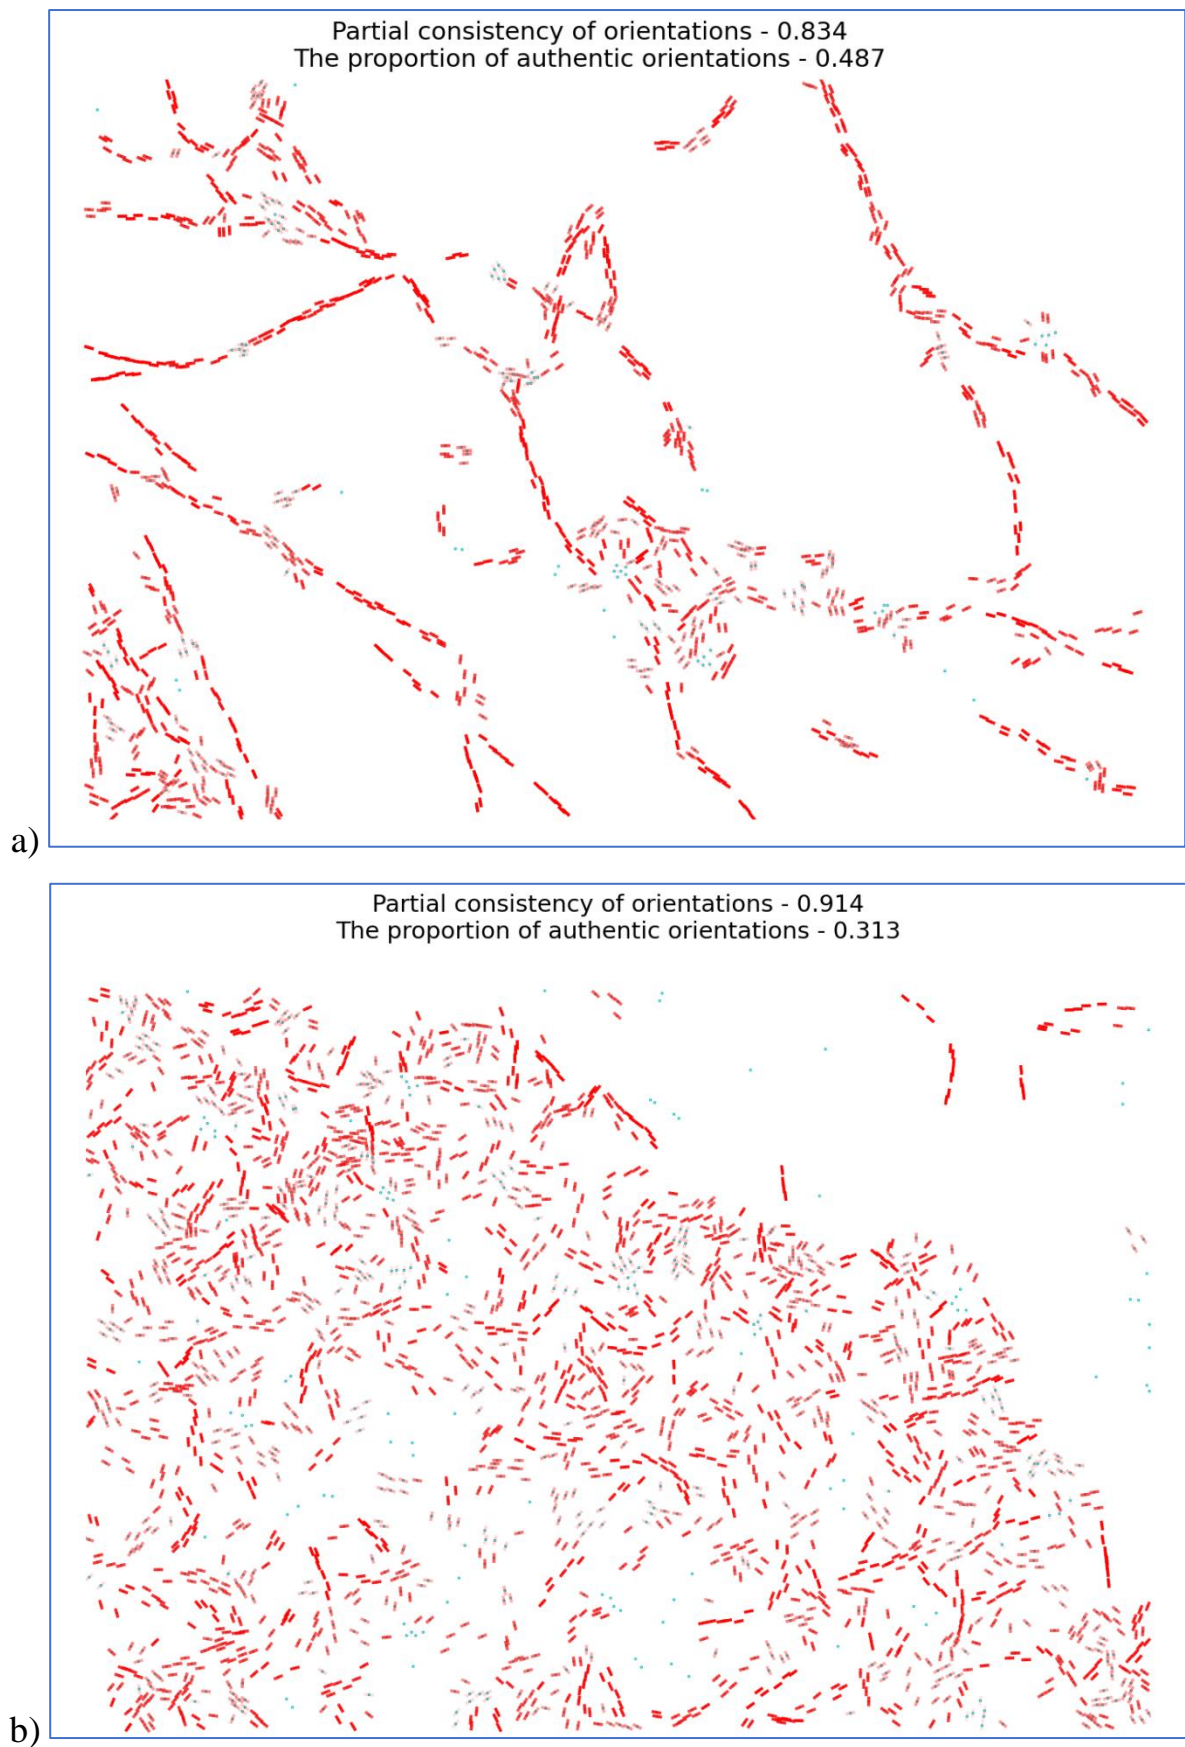 Partial consistency of orientations - 0.834
The proportion of authentic orientations - 0.487
a)
Partial consistency of orientations - 0.914
The proportion of authentic orientations - 0.313
b)